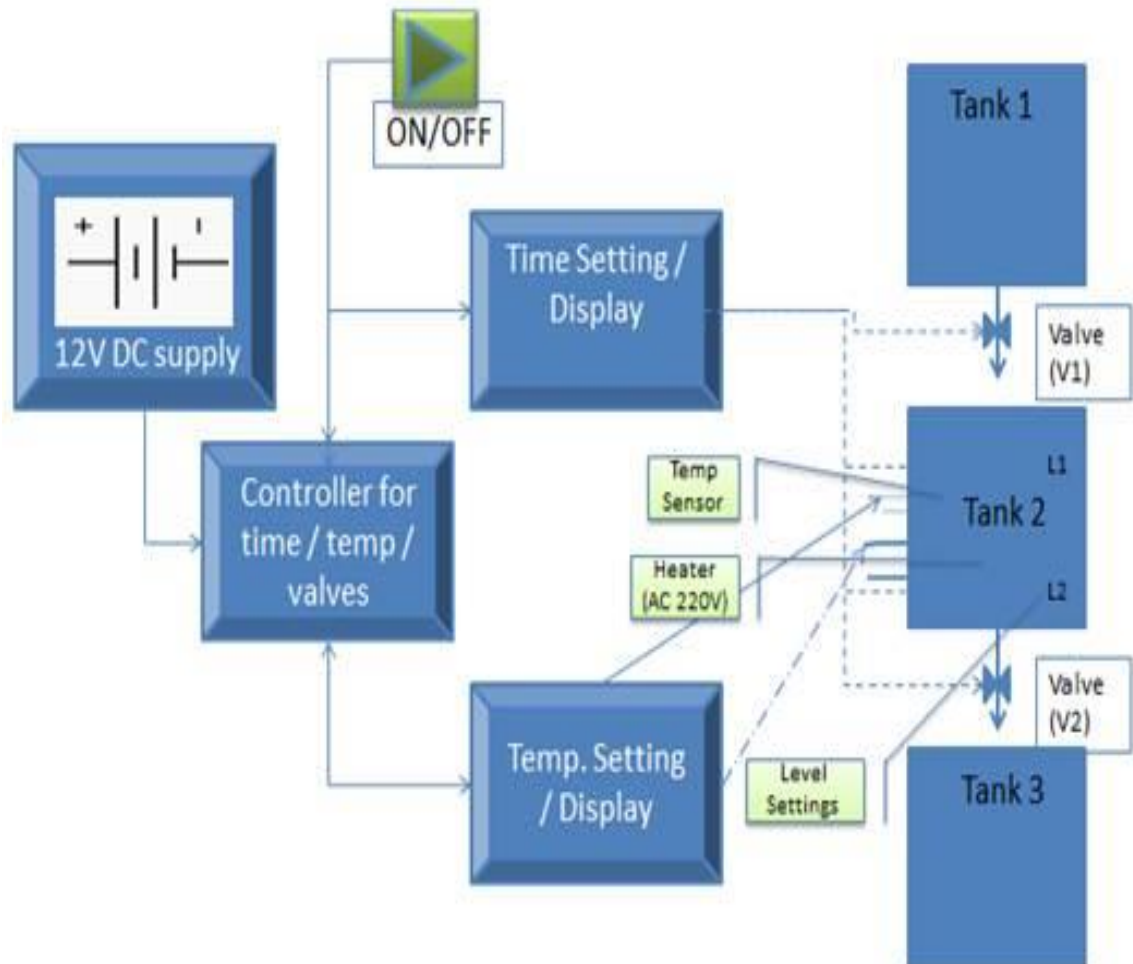 ON/OFF
Tank 1
+
-
12V DC supply
Time Setting /
Display
Valve
(V1)
Controller for
time / temp /
valves
Temp
Sensor
L1
Tank 2
Heater
(AC 220V)
L2
Valve
(V2)
Temp. Setting
/ Display
Level
Settings
Tank 3